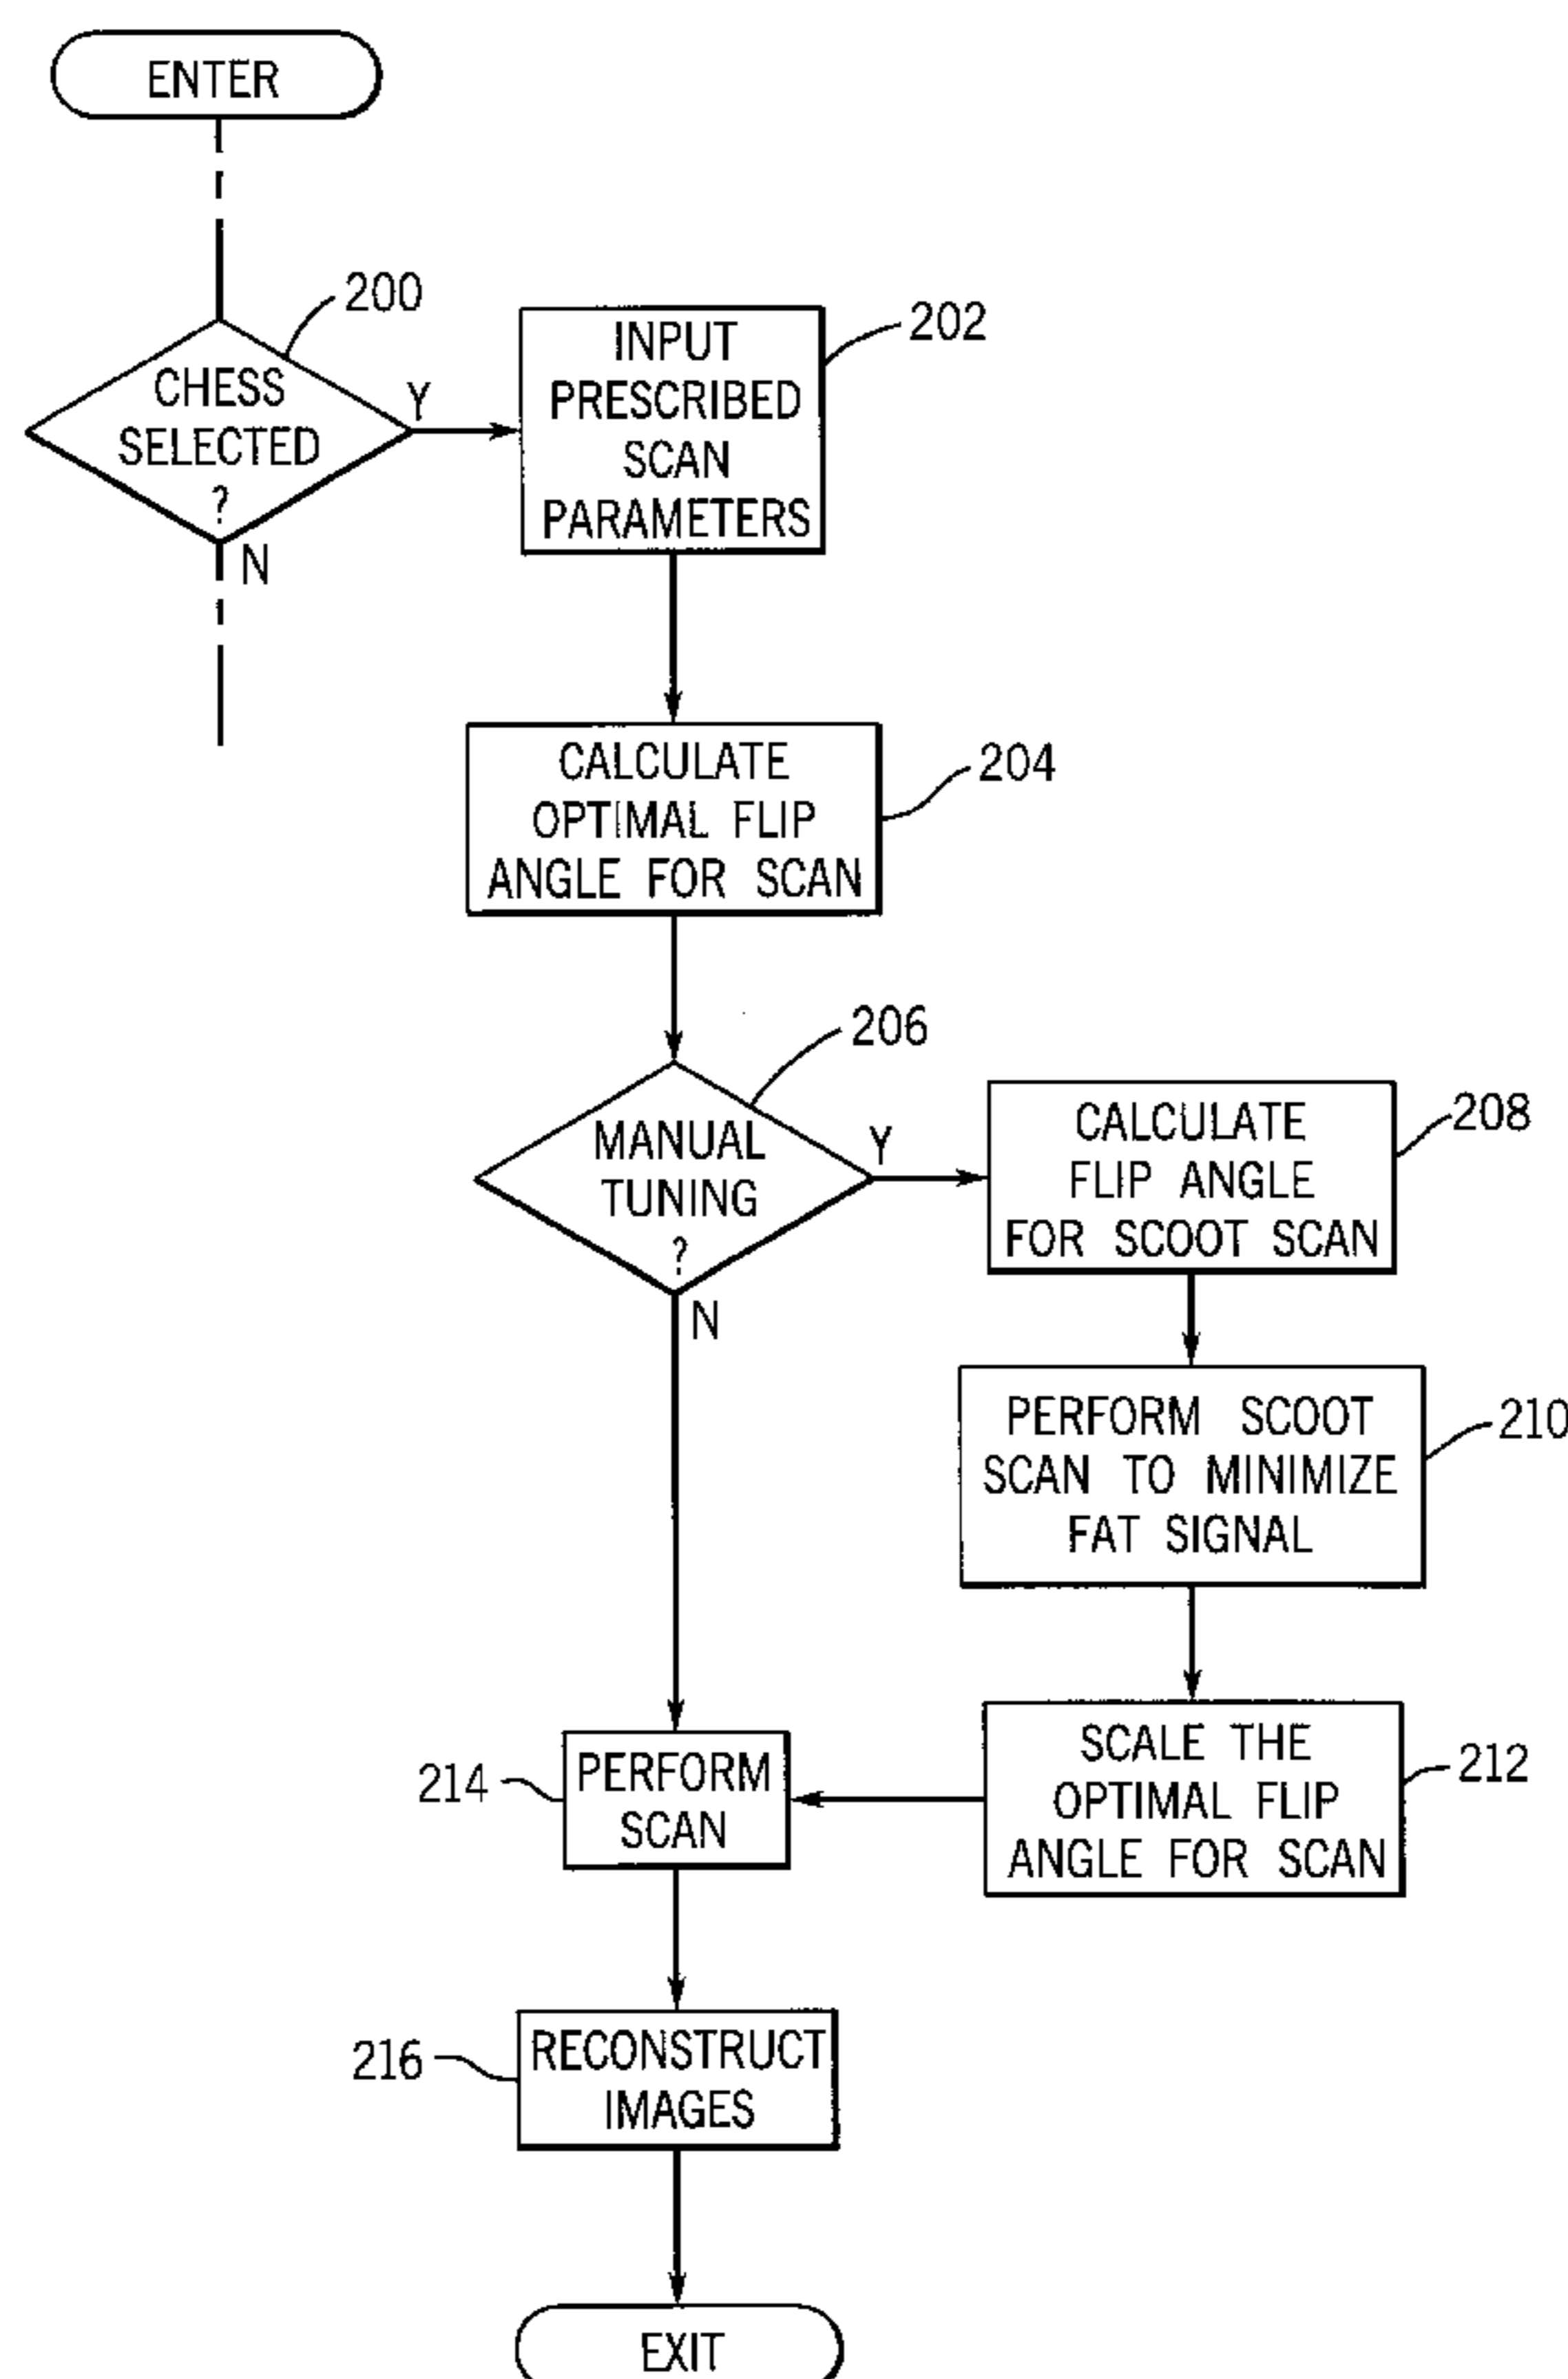 ENTER
200
CHESS
SELECTED
?
Y
N
INPUT
PRESCRIBED
SCAN
PARAMETERS
202
CALCULATE
OPTIMAL FLIP
ANGLE FOR SCAN
204
206
MANUAL
TUNING
?
Y
N
CALCULATE
FLIP ANGLE
FOR SCOOT SCAN
208
PERFORM SCOOT
SCAN TO MINIMIZE
FAT SIGNAL
210
SCALE THE
OPTIMAL FLIP
ANGLE FOR SCAN
212
214
PERFORM
SCAN
216
RECONSTRUCT
IMAGES
EXIT